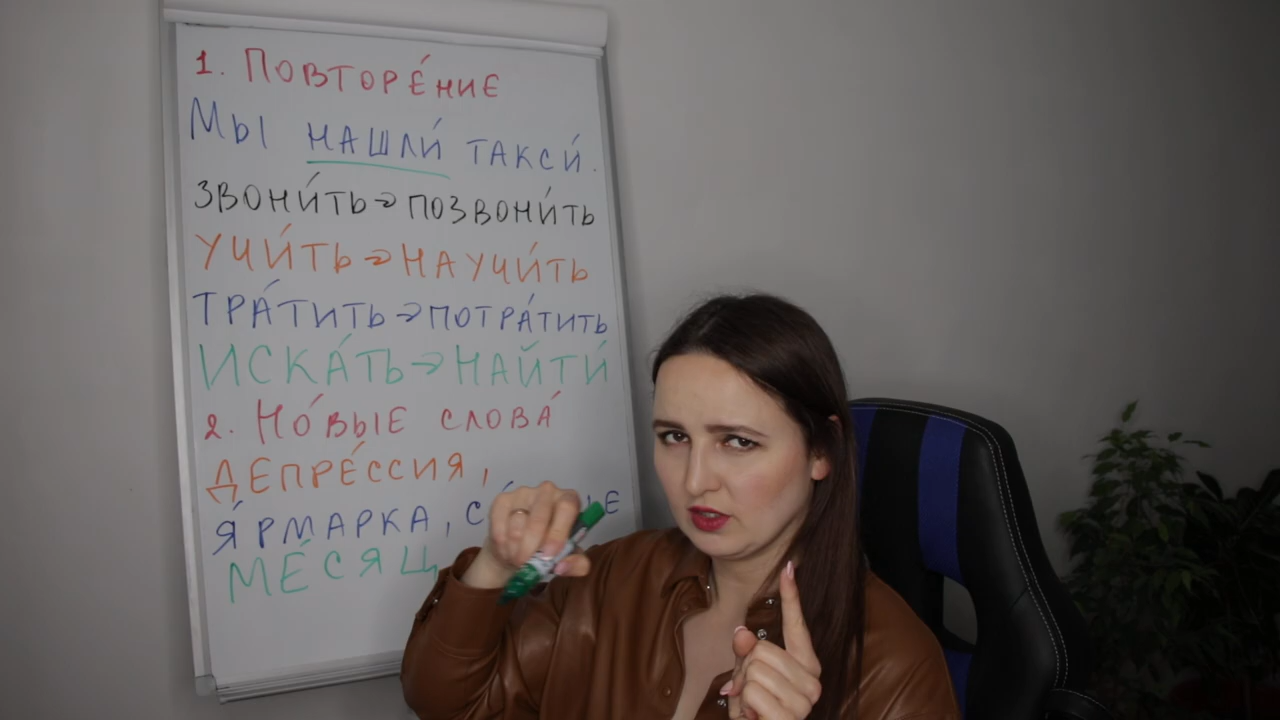 1. Повторе́ние
Мы нашли́ такси́.
звони́ть → позвони́ть
учи́ть → научи́ть
тра́тить → потра́тить
иска́ть → найти́
2. Но́вые слова́
депре́ссия,
я́рмарка,
ме́сяц